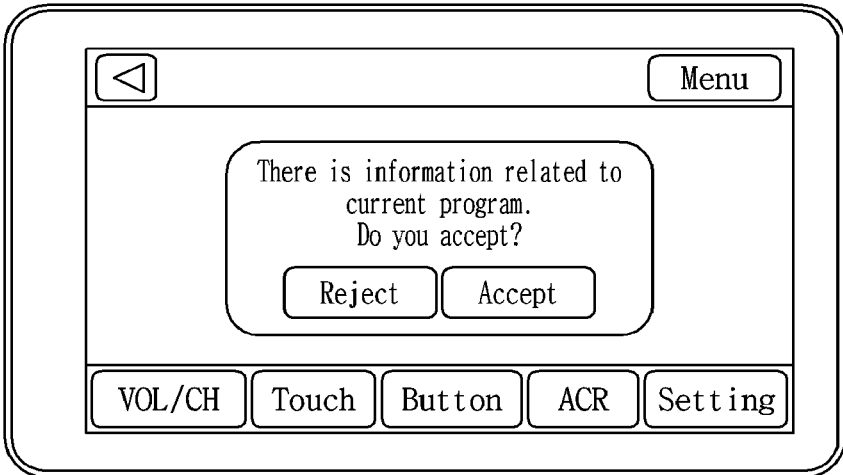 Menu
There is information related to
current program.
Do you accept?
Reject Accept
VOL/CH Touch Button ACR Setting